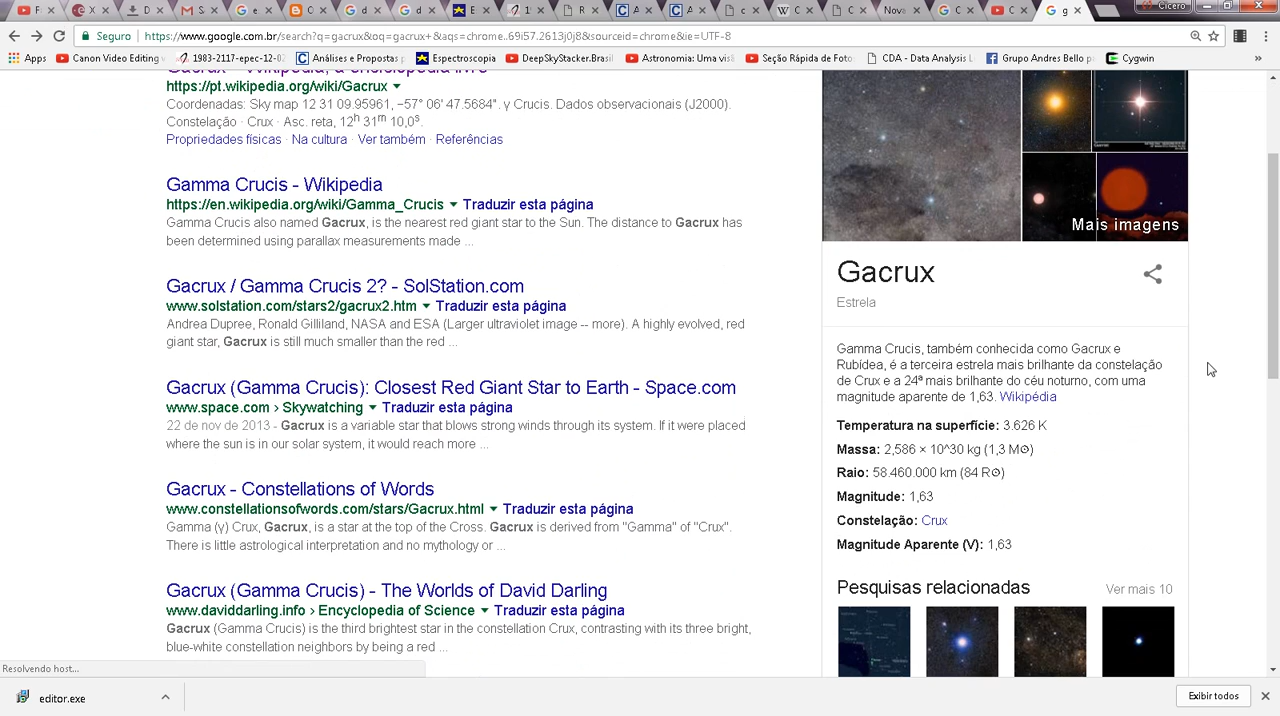 Cicero
Seguro
https://www.google.com.br/search?q=gacrux&oq=gacrux+&aqs=chrome..69i57.2613j0j8&sourceid=chrome&ie=UTF-8
Apps
Canon Video Editing
1983-2117-epec-12-0
Análises e Propostas
Espectroscopia
DeepSkyStacker.Brasil
Astronomia: Uma visã
Seção Rápida de Foto
CDA - Data Analysis
Grupo Andres Bello p
Cygwin
»
Gacrux – Wikipédia, a enciclopédia livre
https://pt.wikipedia.org/wiki/Gacrux
Coordenadas: Sky map 12 31 09.95961, −57° 06′ 47.5684″. γ Crucis. Dados observacionais (J2000).
Constelação · Crux · Asc. reta, 12h 31m 10,0s.
Propriedades físicas · Na cultura · Ver também · Referências
Gamma Crucis - Wikipedia
https://en.wikipedia.org/wiki/Gamma_Crucis Traduzir esta página
Gamma Crucis also named Gacrux, is the nearest red giant star to the Sun. The distance to Gacrux has
been determined using parallax measurements made ...
Gacrux / Gamma Crucis 2? - SolStation.com
www.solstation.com/stars2/gacrux2.htm Traduzir esta página
Andrea Dupree, Ronald Gilliland, NASA and ESA (Larger ultraviolet image -- more). A highly evolved, red
giant star, Gacrux is still much smaller than the red ...
Gacrux (Gamma Crucis): Closest Red Giant Star to Earth - Space.com
www.space.com › Skywatching Traduzir esta página
22 de nov de 2013 - Gacrux is a variable star that blows strong winds through its system. If it were placed
where the sun is in our solar system, it would reach more ...
Gacrux - Constellations of Words
www.constellationsofwords.com/stars/Gacrux.html Traduzir esta página
Gamma (γ) Crux, Gacrux, is a star at the top of the Cross. Gacrux is derived from "Gamma" of "Crux".
There is little astrological interpretation and no mythology or ...
Gacrux (Gamma Crucis) - The Worlds of David Darling
www.daviddarling.info › Encyclopedia of Science Traduzir esta página
Gacrux (Gamma Crucis) is the third brightest star in the constellation Crux, contrasting with its three bright,
blue-white constellation neighbors by being a red ...
Mais imagens
Gacrux
Estrela
Gamma Crucis, também conhecida como Gacrux e
Rubídea, é a terceira estrela mais brilhante da constelação
de Crux e a 24ª mais brilhante do céu noturno, com uma
magnitude aparente de 1,63. Wikipédia
Temperatura na superfície: 3.626 K
Massa: 2,586 × 10^30 kg (1,3 M☉)
Raio: 58.460.000 km (84 R☉)
Magnitude: 1,63
Constelação: Crux
Magnitude Aparente (V): 1,63
Pesquisas relacionadas Ver mais 10
Resolvendo host...
editor.exe
Exibir todos